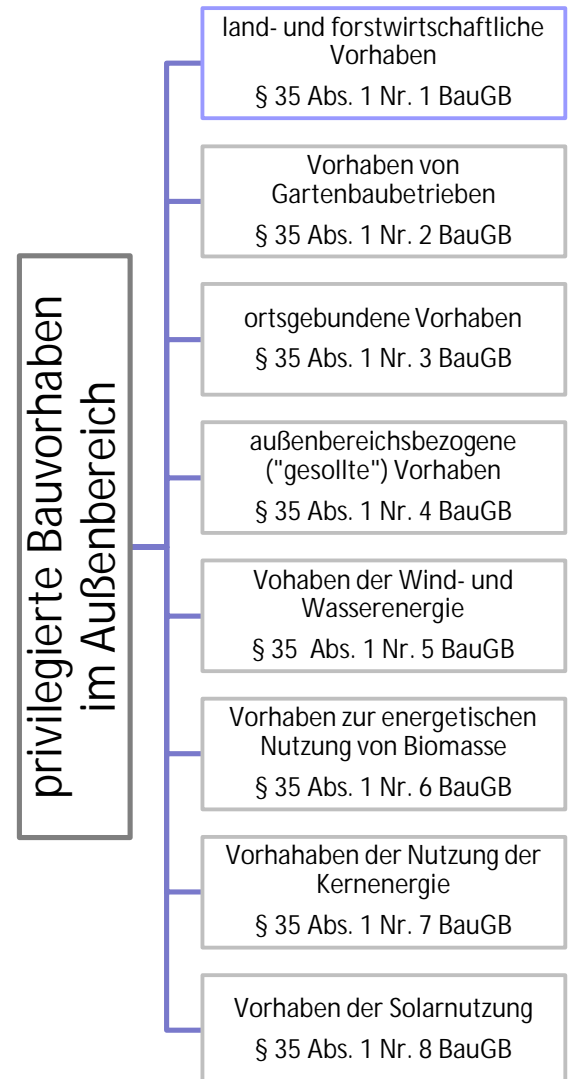 privilegierte Bauvorhaben
im Außenbereich
land- und forstwirtschaftliche
Vorhaben
§ 35 Abs. 1 Nr. 1 BauGB
Vorhaben von
Gartenbaubetrieben
§ 35 Abs. 1 Nr. 2 BauGB
ortsgebundene Vorhaben
§ 35 Abs. 1 Nr. 3 BauGB
außenbereichsbezogene
("gesollte") Vorhaben
§ 35 Abs. 1 Nr. 4 BauGB
Vohaben der Wind- und
Wasserenergie
§ 35 Abs. 1 Nr. 5 BauGB
Vorhaben zur energetischen
Nutzung von Biomasse
§ 35 Abs. 1 Nr. 6 BauGB
Vorhahaben der Nutzung der
Kernenergie
§ 35 Abs. 1 Nr. 7 BauGB
Vorhaben der Solarnutzung
§ 35 Abs. 1 Nr. 8 BauGB